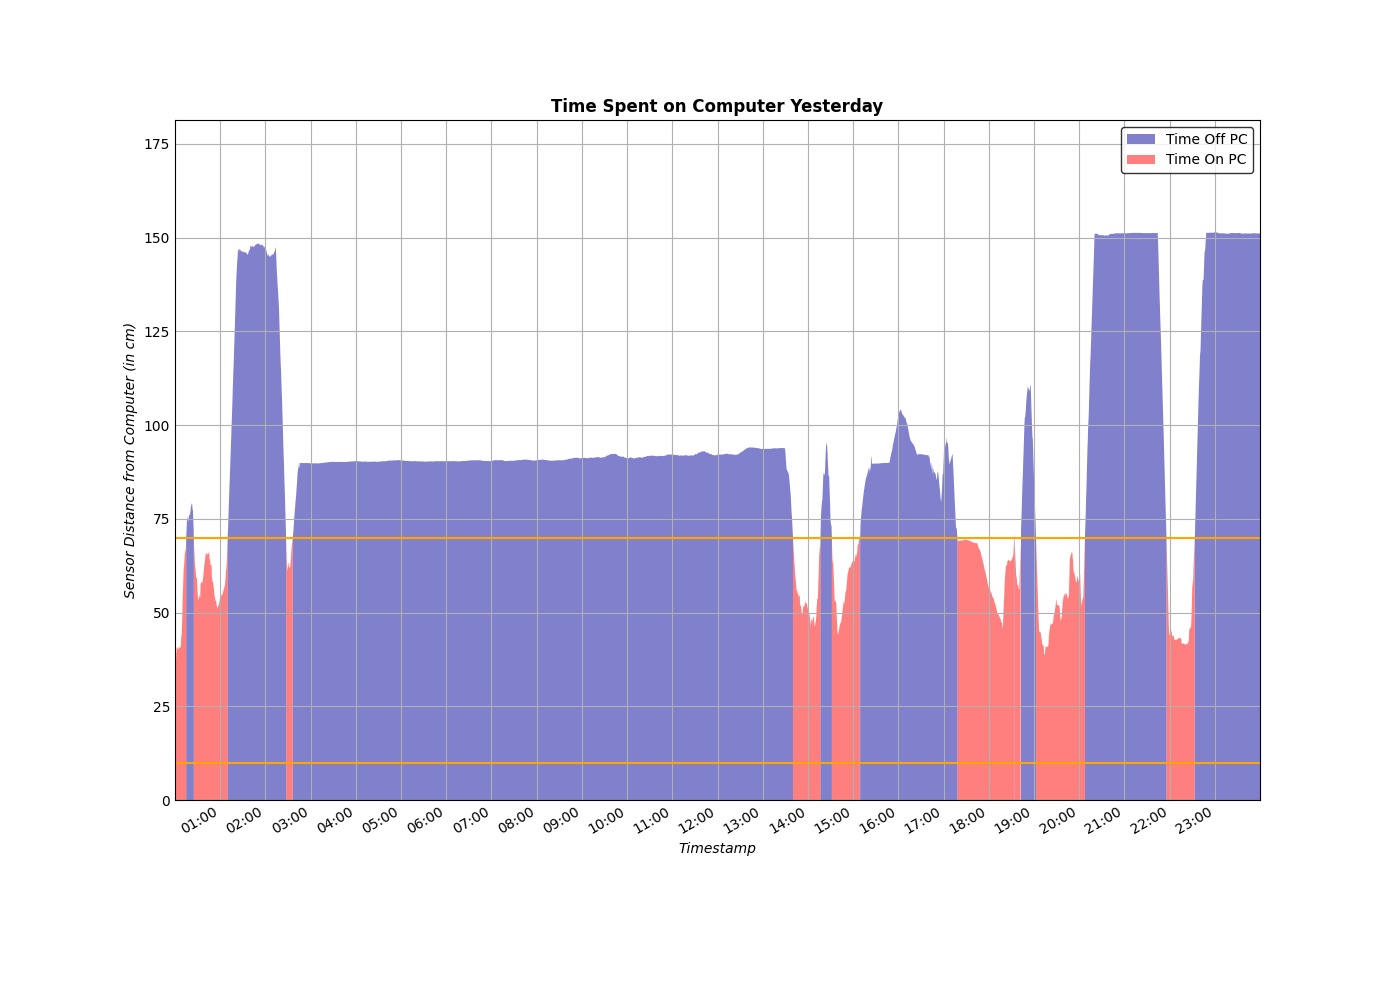 Time Spent on Computer Yesterday
Time Off PC
Time On PC
Sensor Distance from Computer (in cm)
175
150
125
100
75
50
25
0
01:00 02:00 03:00 04:00 05:00 06:00 07:00 08:00 09:00 10:00 11:00 12:00 13:00 14:00 15:00 16:00 17:00 18:00 19:00 20:00 21:00 22:00 23:00
Timestamp